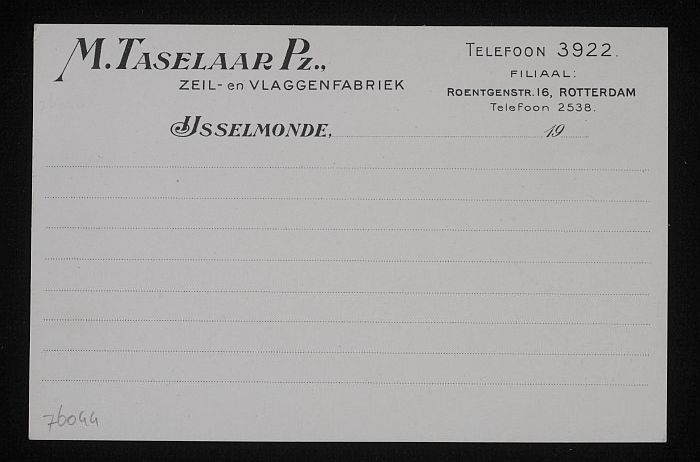 M. TASELAAR PZ.,
ZEIL- en VLAGGENFABRIEK
TELEFOON 3922.
FILIAAL:
ROENTGENSTR. 16, ROTTERDAM
Telefoon 2538.
IJSSELMONDE, 19
76044